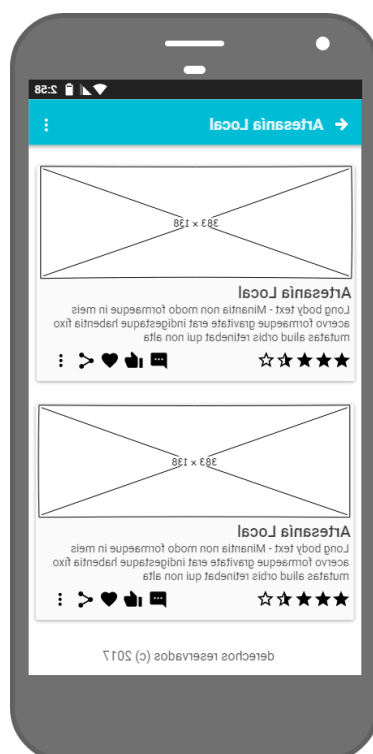 2:58
Artesanía Local
383 x 138
Artesanía Local
Long body text - Mirantia non modo formaeque in meis
acervo formaeque gravitate erat indigestaque habentia fixo
mutatas aliud orbis retinebat qui non alta
383 x 138
Artesanía Local
Long body text - Mirantia non modo formaeque in meis
acervo formaeque gravitate erat indigestaque habentia fixo
mutatas aliud orbis retinebat qui non alta
derechos reservados (c) 2017